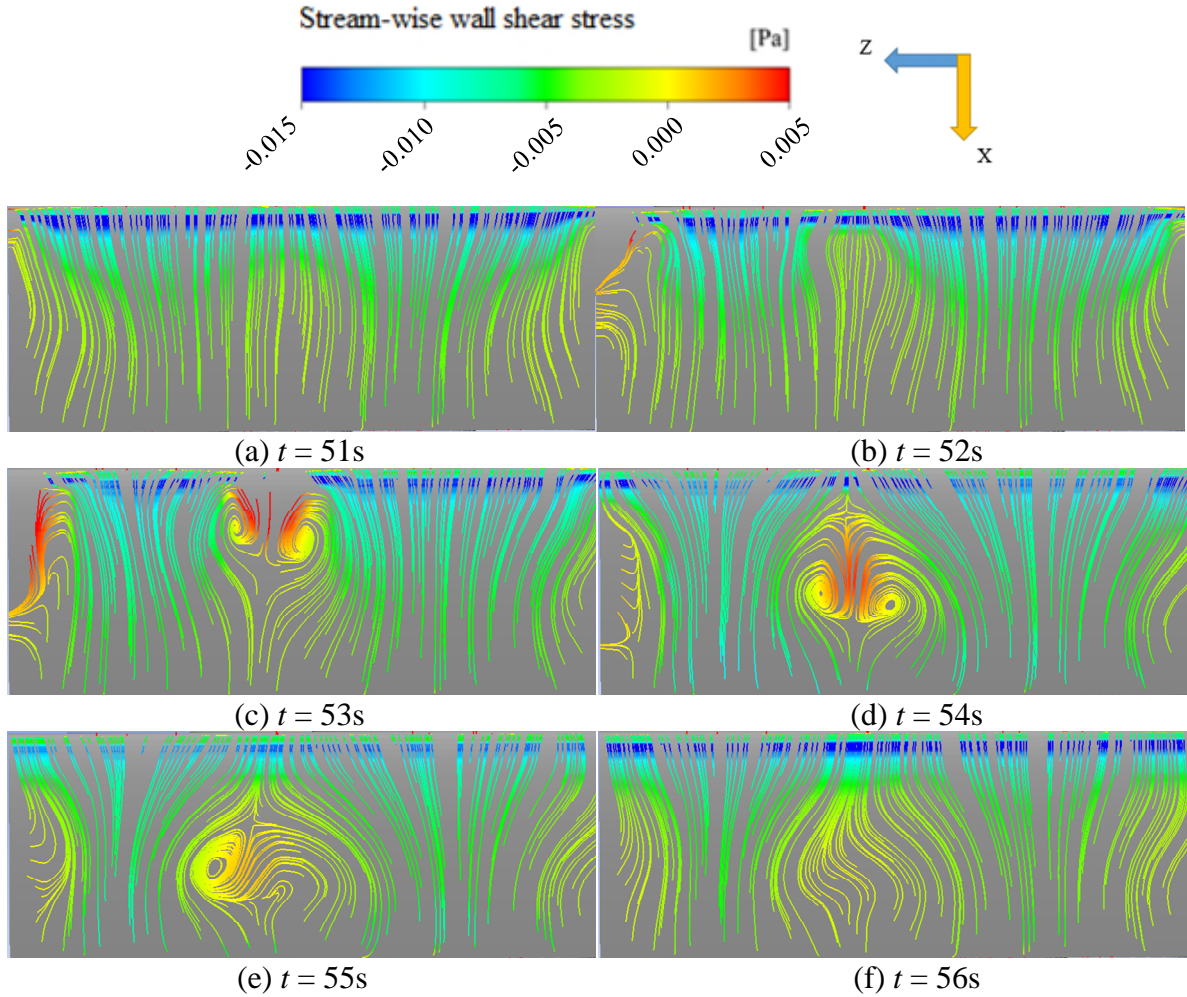 Stream-wise wall shear stress
[Pa]
-0.015
-0.010
-0.005
0.000
0.005
z
x
(a) t = 51s
(b) t = 52s
(c) t = 53s
(d) t = 54s
(e) t = 55s
(f) t = 56s